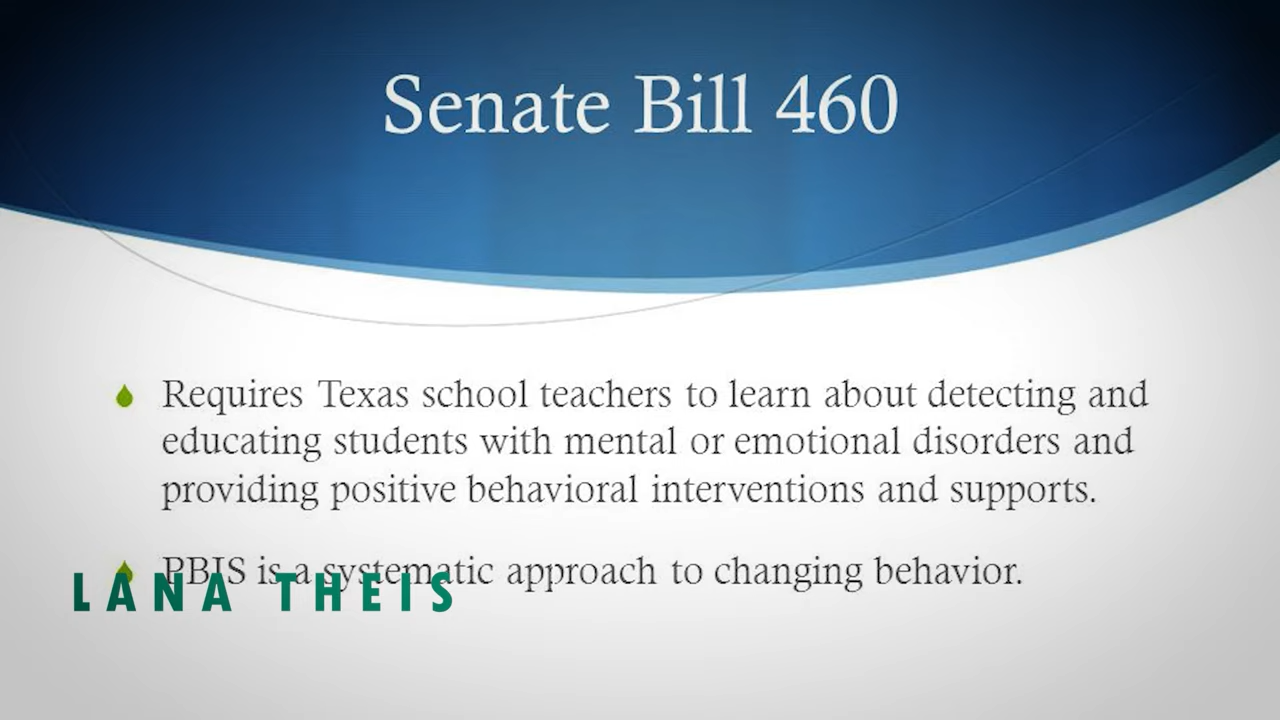 Senate Bill 460
Requires Texas school teachers to learn about detecting and
educating students with mental or emotional disorders and
providing positive behavioral interventions and supports.
PBIS is a systematic approach to changing behavior.
LANA THEIS